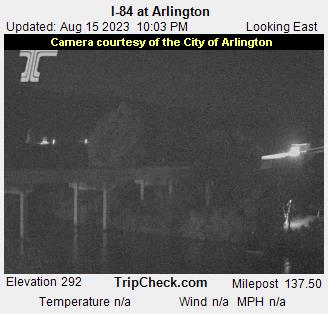 I-84 at Arlington
Updated: Aug 15 2023 10:03 PM Looking East
Camera courtesy of the City of Arlington
Elevation 292 TripCheck.com Milepost 137.50
Temperature n/a Wind n/a MPH n/a